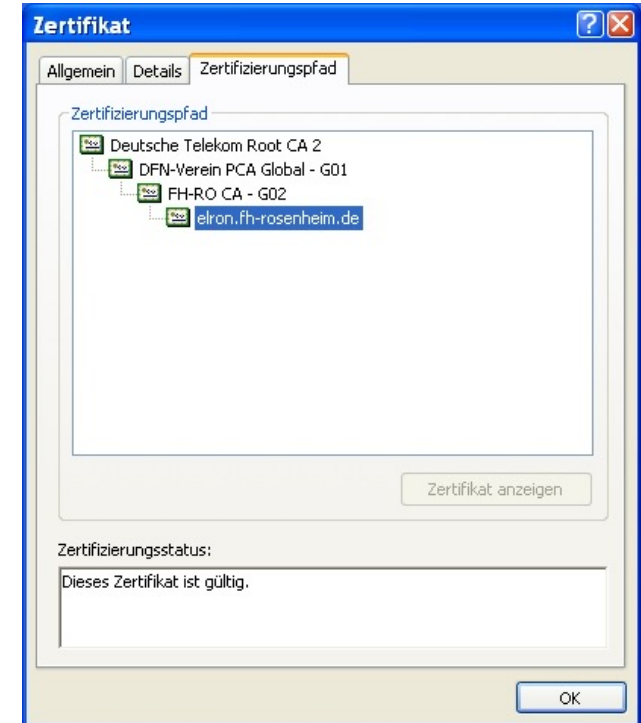 Zertifikat
Allgemein Details Zertifizierungspfad
Zertifizierungspfad
Deutsche Telekom Root CA 2
DFN-Verein PCA Global - G01
FH-RO CA - G02
elron.fh-rosenheim.de
Zertifikat anzeigen
Zertifizierungsstatus:
Dieses Zertifikat ist gültig.
OK